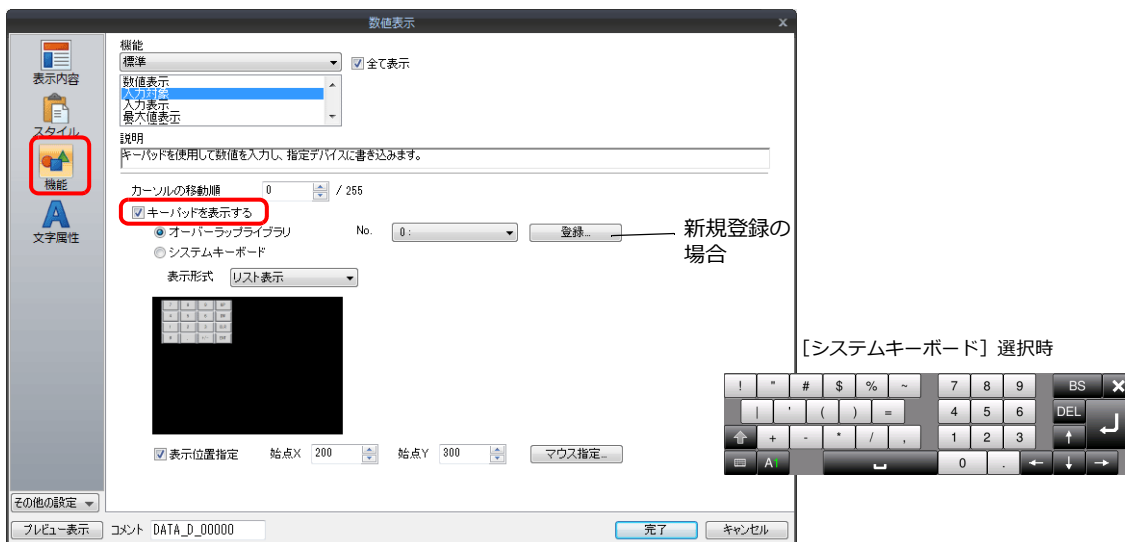 数値表示
x
表示内容
スタイル
機能
文字属性
その他の設定
機能
標準
全て表示
数値表示
入力対象
入力表示
最大値表示
説明
キーパッドを使用して数値を入力し、指定デバイスに書き込みます。
カーソルの移動順 0 / 255
キーパッドを表示する
オーバーラップライブラリ No. 0 : 登録...
システムキーボード
表示形式 リスト表示
表示位置指定 始点X 200 始点Y 300 マウス指定...
プレビュー表示 コメント DATA_D_00000 完了 キャンセル
新規登録の
場合
［システムキーボード］選択時
! " # $ % ~ 7 8 9 BS
| ' ( ) = 4 5 6 DEL
+ - * / , 1 2 3
A1 0 .